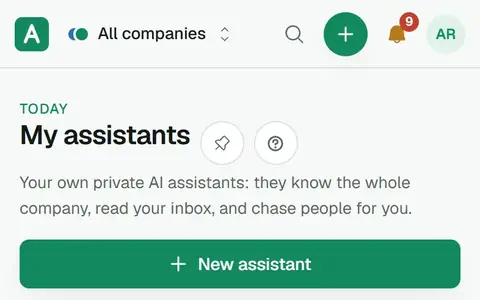 A
All companies
9
AR
TODAY
My assistants
Your own private AI assistants: they know the whole
company, read your inbox, and chase people for you.
New assistant